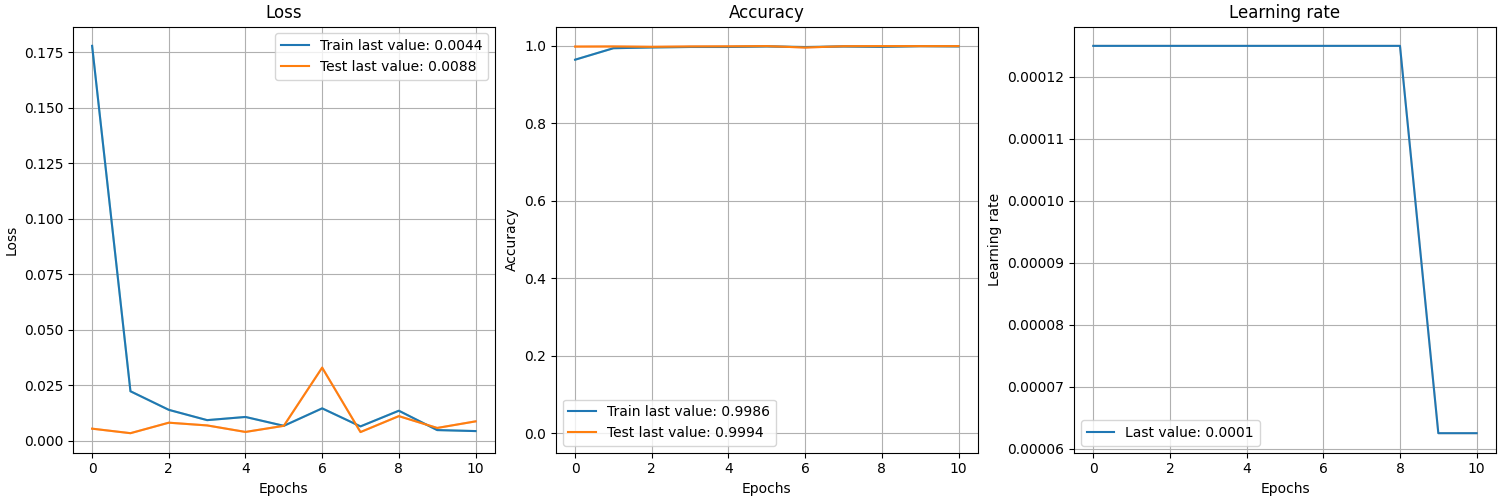 Loss
Train last value: 0.0044
Test last value: 0.0088
0.175
0.150
0.125
0.100
0.075
0.050
0.025
0.000
Loss
0 2 4 6 8 10
Epochs
Accuracy
1.0
0.8
0.6
0.4
0.2
0.0
Accuracy
Train last value: 0.9986
Test last value: 0.9994
0 2 4 6 8 10
Epochs
Learning rate
0.00012
0.00011
0.00010
0.00009
0.00008
0.00007
0.00006
Learning rate
Last value: 0.0001
0 2 4 6 8 10
Epochs